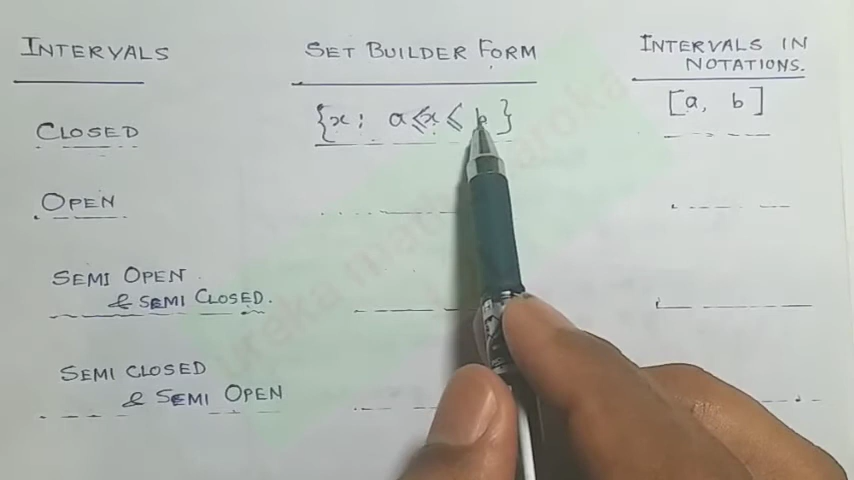 INTERVALS
SET BUILDER FORM
INTERVALS IN
NOTATIONS.
CLOSED
{x: a⩽x⩽b}
[a, b]
OPEN
SEMI OPEN
& SEMI CLOSED.
SEMI CLOSED
& SEMI OPEN